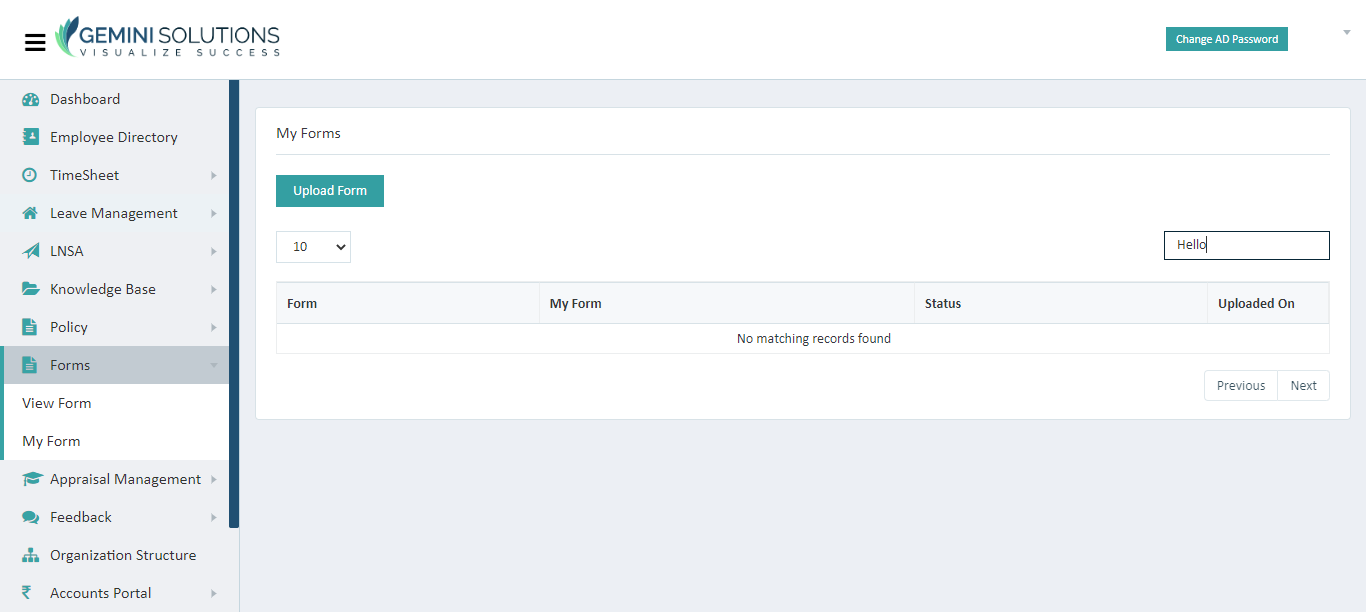 GEMINI SOLUTIONS
VISUALIZE SUCCESS
Change AD Password
Dashboard
Employee Directory
TimeSheet
Leave Management
LNSA
Knowledge Base
Policy
Forms
View Form
My Form
Appraisal Management
Feedback
Organization Structure
₹ Accounts Portal
My Forms
Upload Form
10
Hello
Form My Form Status Uploaded On
No matching records found
Previous Next